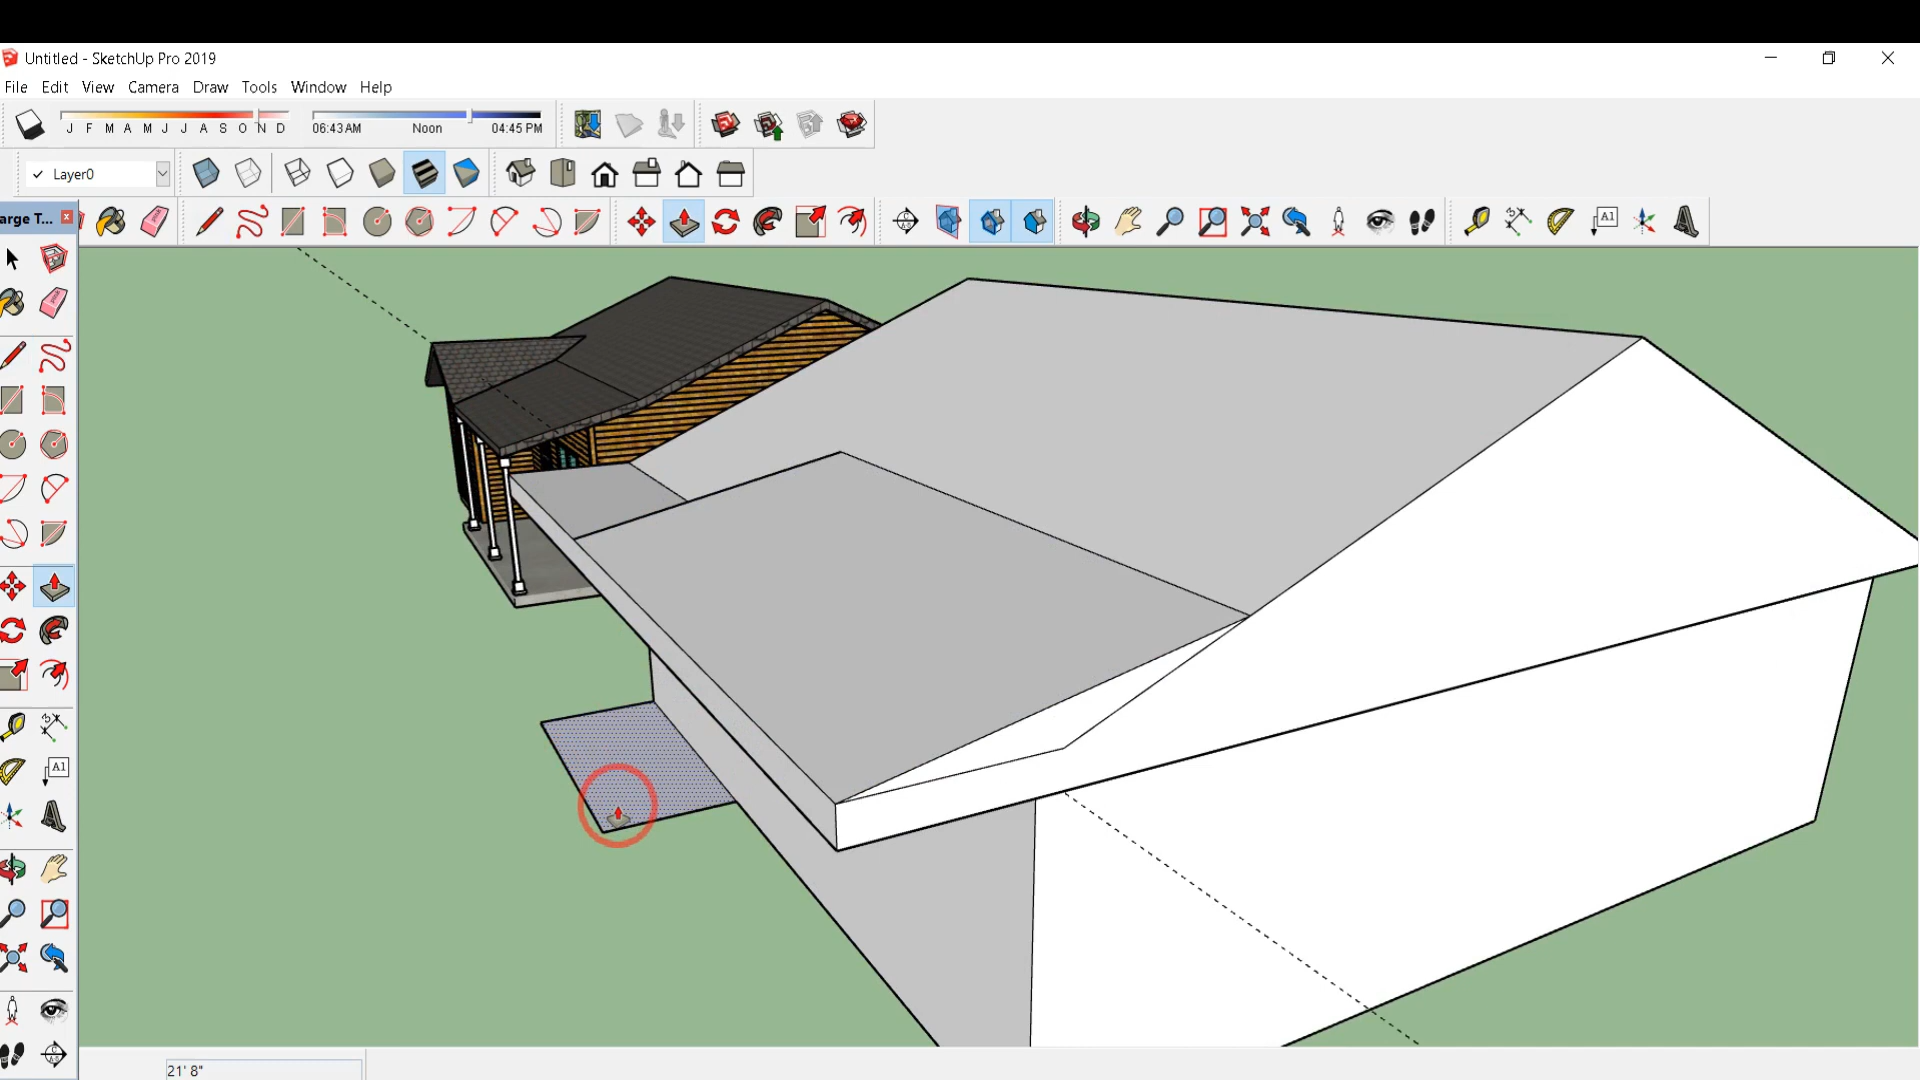 Untitled - SketchUp Pro 2019
File Edit View Camera Draw Tools Window Help
J F M A M J J A S O N D
06:43 AM Noon 04:45 PM
Layer0
arge T...
A1
A1
21' 8"